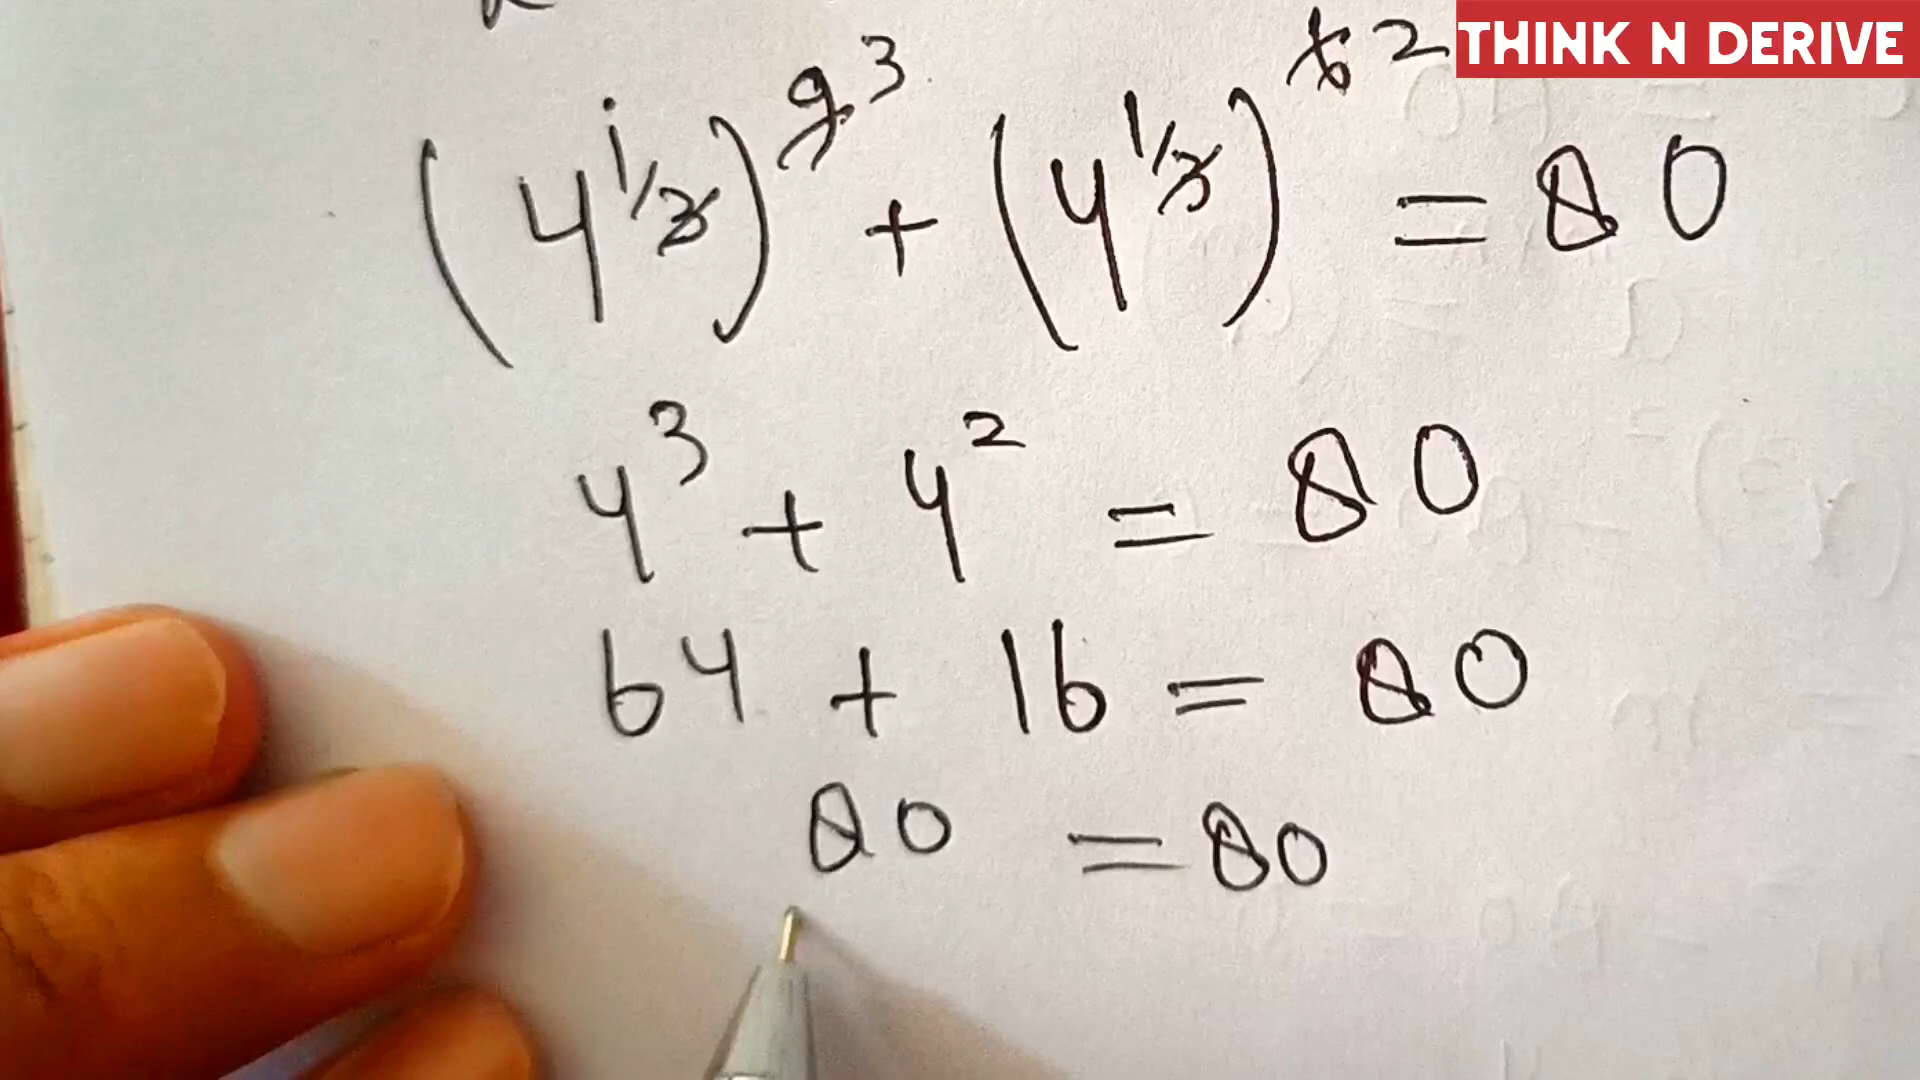 THINK N DERIVE
(4^{1/3})^{9 3} + (4^{1/3})^{6 2} = 80
4^3 + 4^2 = 80
64 + 16 = 80
80 = 80